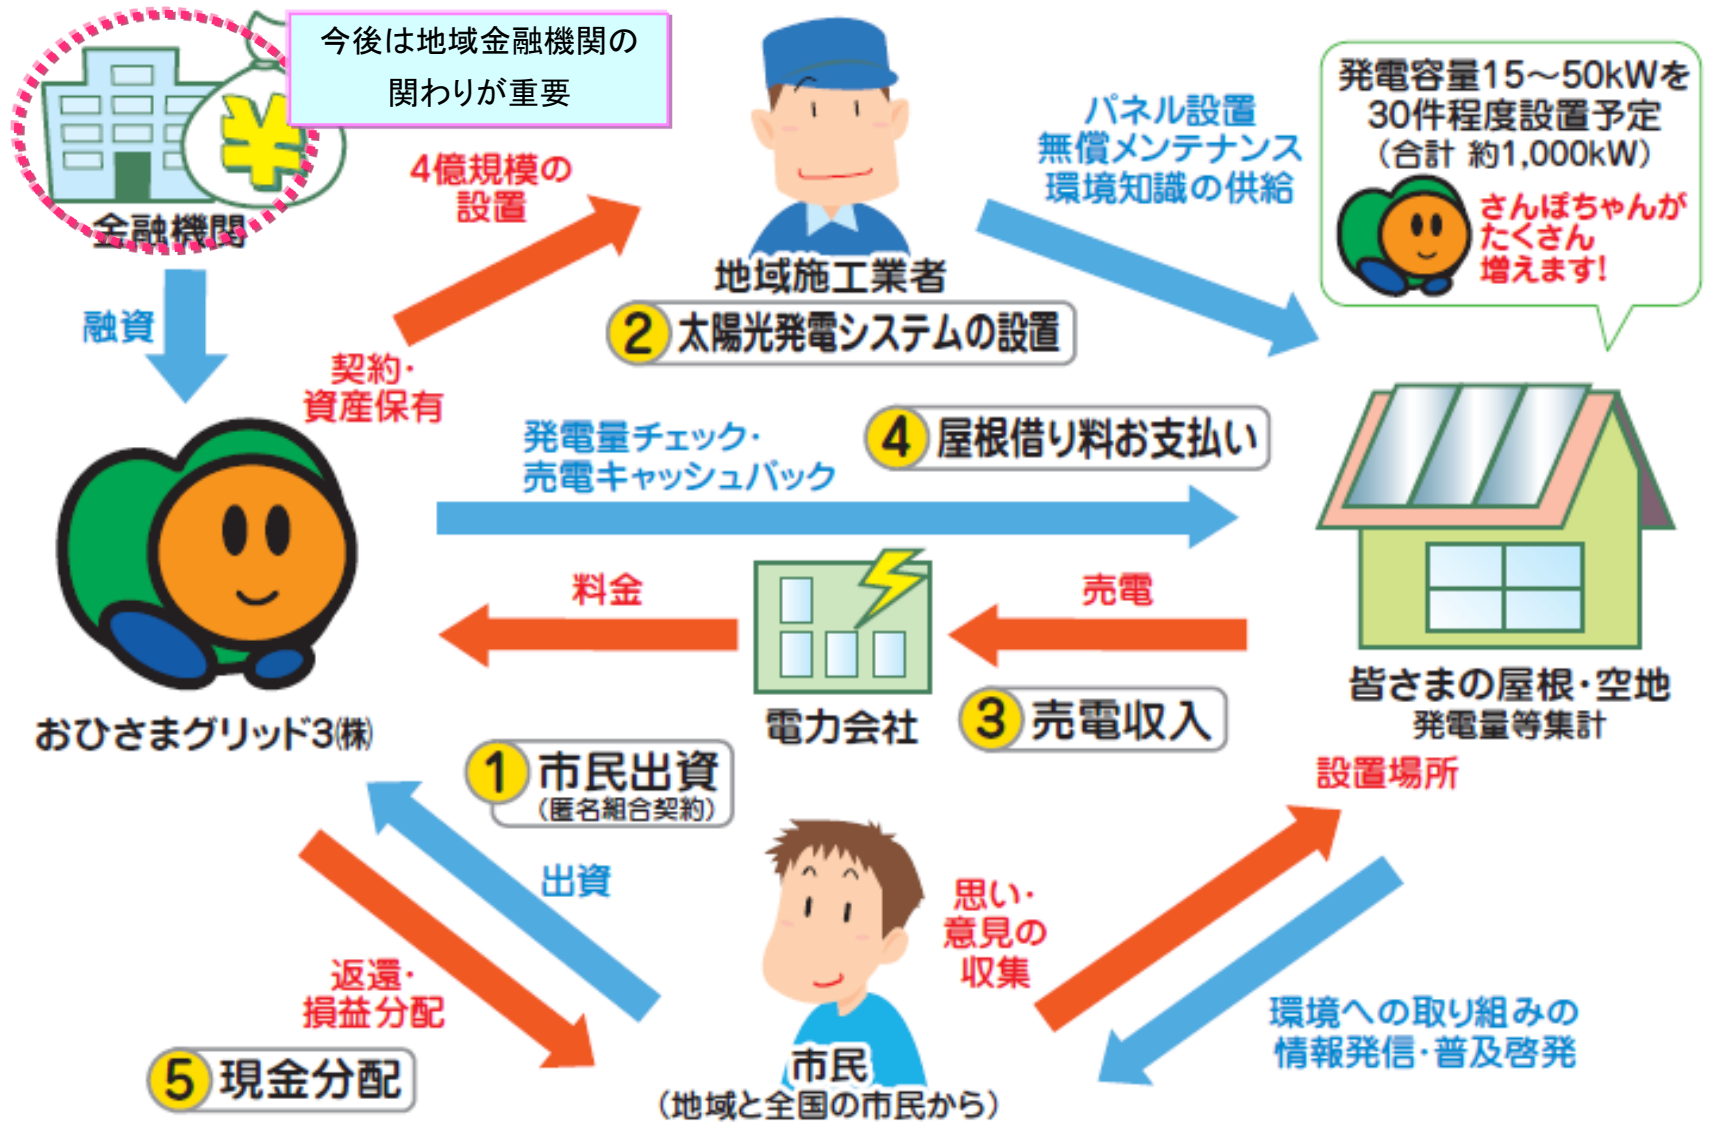 今後は地域金融機関の
関わりが重要
金融機関
融資
4億規模の
設置
契約・
資産保有
地域施工業者
2 太陽光発電システムの設置
パネル設置
無償メンテナンス
環境知識の供給
発電容量15〜50kWを
30件程度設置予定
（合計 約1,000kW）
さんぽちゃんが
たくさん
増えます!
発電量チェック・
売電キャッシュバック
4 屋根借り料お支払い
料金
売電
おひさまグリッド3㈱
電力会社
3 売電収入
皆さまの屋根・空地
発電量等集計
設置場所
1 市民出資
（匿名組合契約）
出資
返還・
損益分配
5 現金分配
思い・
意見の
収集
環境への取り組みの
情報発信・普及啓発
市民
（地域と全国の市民から）